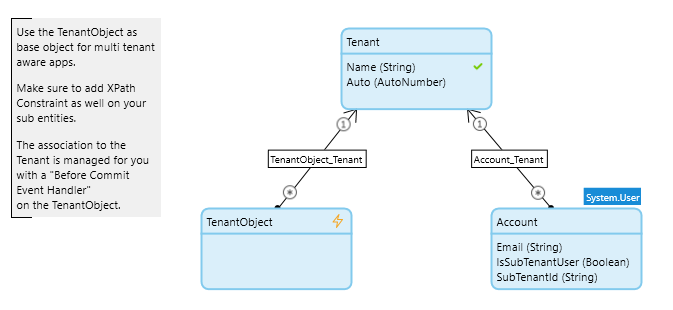 Use the TenantObject as
base object for multi tenant
aware apps.
Make sure to add XPath
Constraint as well on your
sub entities.
The association to the
Tenant is managed for you
with a "Before Commit
Event Handler"
on the TenantObject.
Tenant
Name (String)
Auto (AutoNumber)
1
1
TenantObject_Tenant
Account_Tenant
*
*
System.User
TenantObject
Account
Email (String)
IsSubTenantUser (Boolean)
SubTenantId (String)